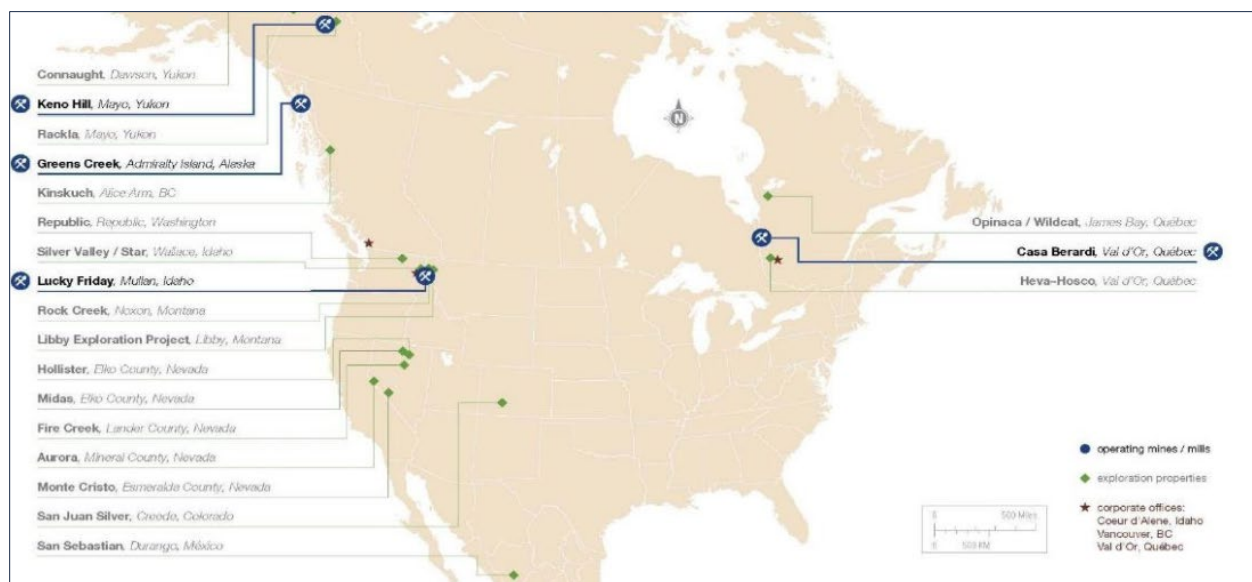 Connaught, Dawson, Yukon
Keno Hill, Mayo, Yukon
Rackla, Mayo, Yukon
Greens Creek, Admiralty Island, Alaska
Kinskuch, Alice Arm, BC
Republic, Republic, Washington
Silver Valley / Star, Wallace, Idaho
Lucky Friday, Mullan, Idaho
Rock Creek, Noxon, Montana
Libby Exploration Project, Libby, Montana
Hollister, Elko County, Nevada
Midas, Elko County, Nevada
Fire Creek, Lander County, Nevada
Aurora, Mineral County, Nevada
Monte Cristo, Esmeralda County, Nevada
San Juan Silver, Creede, Colorado
San Sebastian, Durango, México
N
Opinaca / Wildcat, James Bay, Québec
Casa Berardi, Val d'Or, Québec
Heva-Hosco, Val d'Or, Québec
operating mines / mills
exploration properties
corporate offices:
Coeur d'Alene, Idaho
Vancouver, BC
Val d'Or, Québec
500 Miles
500 KM